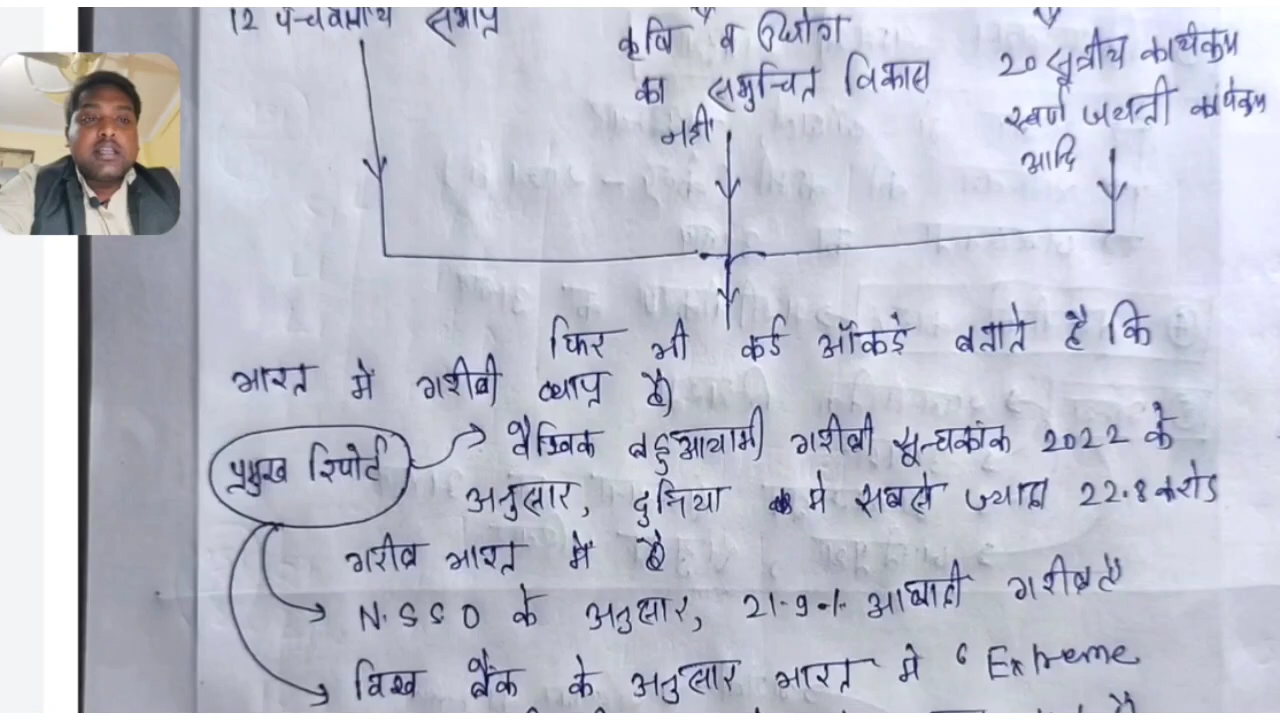 12 पंचवर्षीय समाप्त
कृषि व उद्योग
का समुचित विकास
नहीं
20 सूत्रीय कार्यक्रम
स्वर्ण जयन्ती कार्यक्रम
आदि
फिर भी कई आँकड़े बताते है कि
भारत में गरीबी व्याप्त है।
प्रमुख रिपोर्ट
वैश्विक बहुआयामी गरीबी सूचकांक 2022 के
अनुसार, दुनिया मे सबसे ज्यादा 22.8 करोड
गरीब भारत में है
N.S.S.O के अनुसार, 21.9% आबादी गरीब है
विश्व बैंक के अनुसार भारत मे ‘Extreme